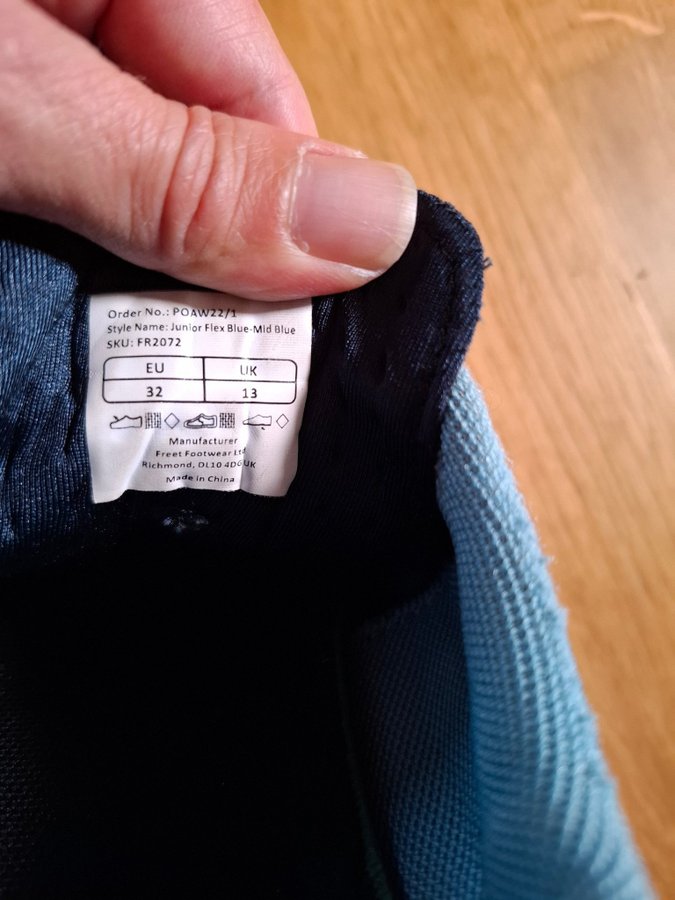 Order No.: POAW22/1
Style Name: Junior Flex Blue-Mid Blue
SKU: FR2072
EU UK
32 13
Manufacturer
Freet Footwear Ltd
Richmond, DL10 4DG UK
Made in China